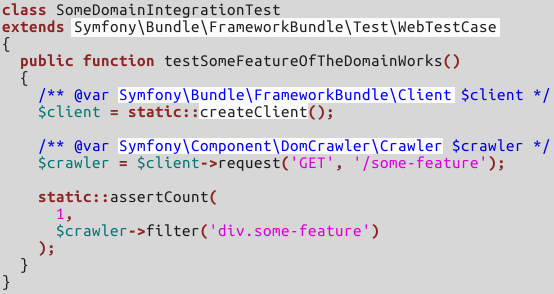 class SomeDomainIntegrationTest
extends Symfony\Bundle\FrameworkBundle\Test\WebTestCase
{
  public function testSomeFeatureOfTheDomainWorks()
  {
    /** @var Symfony\Bundle\FrameworkBundle\Client $client */
    $client = static::createClient();

    /** @var Symfony\Component\DomCrawler\Crawler $crawler */
    $crawler = $client->request('GET', '/some-feature');

    static::assertCount(
      1,
      $crawler->filter('div.some-feature')
    );
  }
}